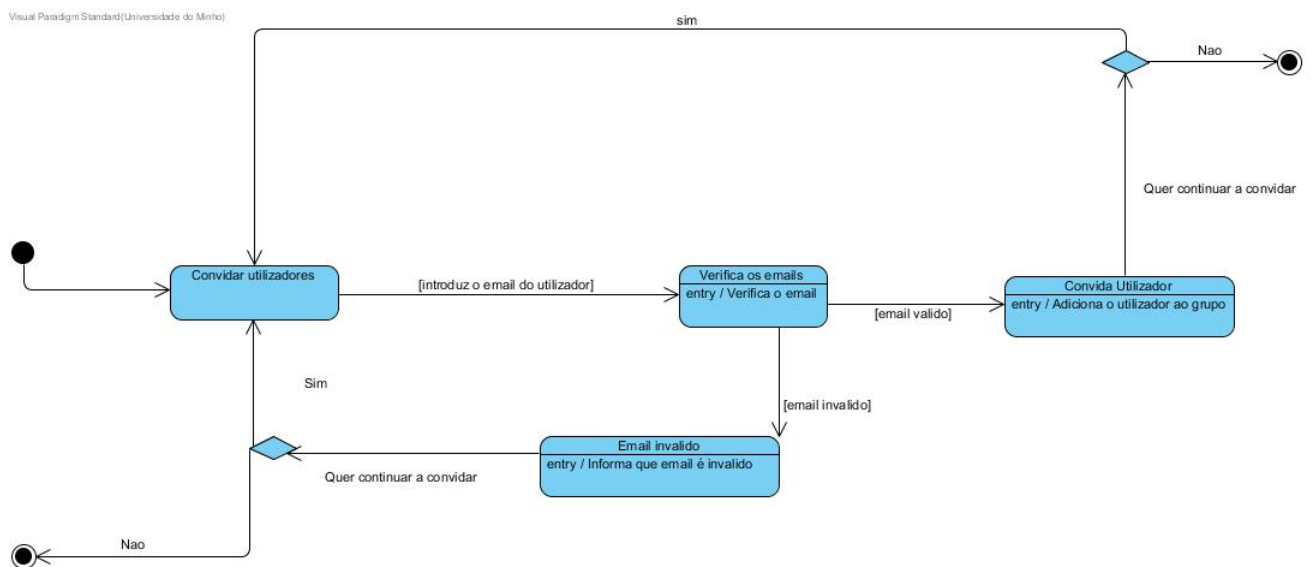 Visual Paradigm Standard(Universidade do Minho)
sim
Nao
Quer continuar a convidar
Convidar utilizadores
[introduz o email do utilizador]
Verifica os emails
entry / Verifica o email
[email valido]
Convida Utilizador
entry / Adiciona o utilizador ao grupo
Sim
[email invalido]
Email invalido
entry / Informa que email é invalido
Quer continuar a convidar
Nao